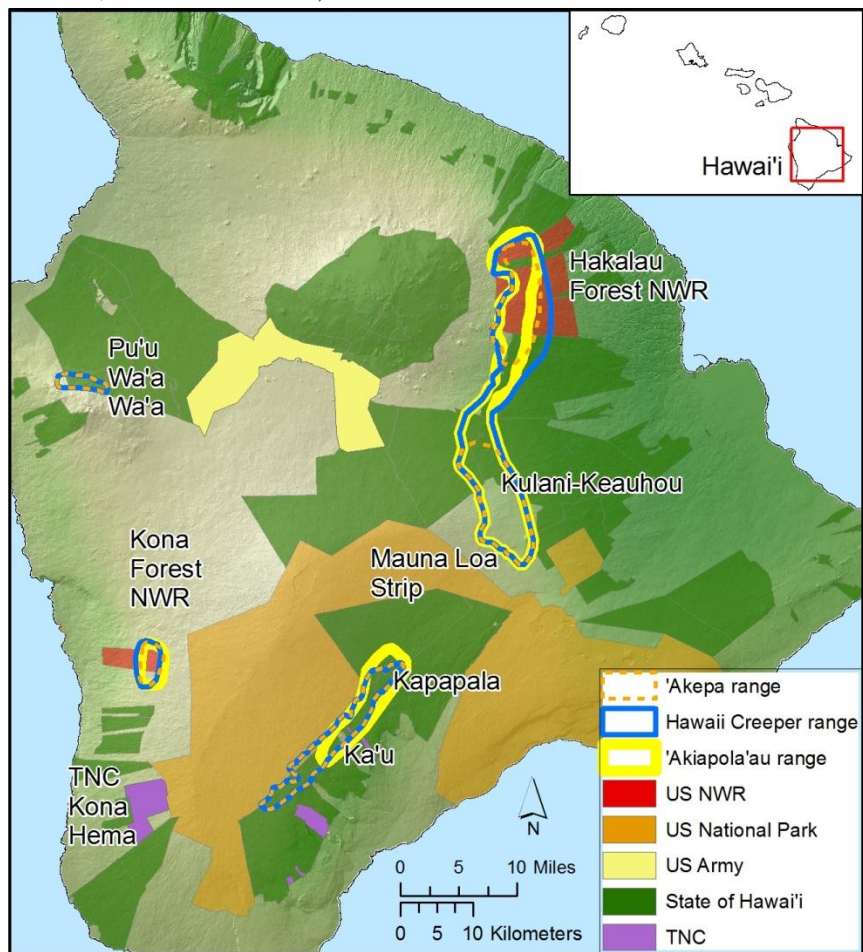 Hawai'i
Hakalau
Forest NWR
Pu'u
Wa'a
Wa'a
Kulani-Keauhou
Kona
Forest
NWR
Mauna Loa
Strip
Kapapala
Ka'u
TNC
Kona
Hema
N
0 5 10 Miles
0 5 10 Kilometers
'Akepa range
Hawaii Creeper range
'Akiapola'au range
US NWR
US National Park
US Army
State of Hawai'i
TNC